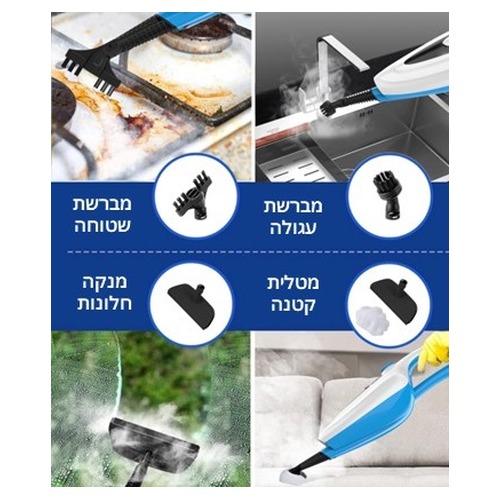 מברשת
עגולה
מברשת
שטוחה
מטלית
קטנה
מנקה
חלונות